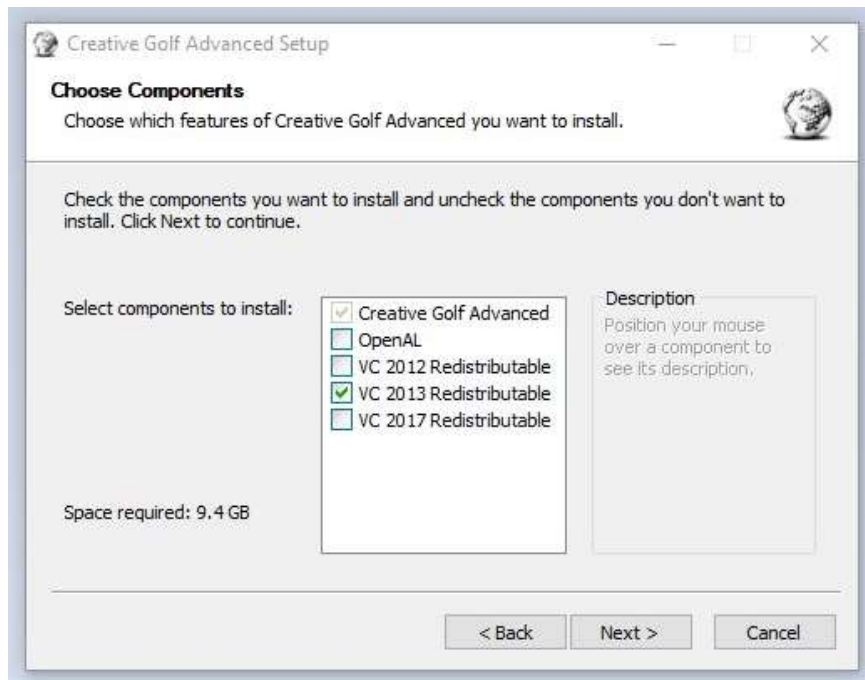 Creative Golf Advanced Setup
Choose Components
Choose which features of Creative Golf Advanced you want to install.
Check the components you want to install and uncheck the components you don't want to
install. Click Next to continue.
Select components to install:
Creative Golf Advanced
OpenAL
VC 2012 Redistributable
VC 2013 Redistributable
VC 2017 Redistributable
Description
Position your mouse
over a component to
see its description.
Space required: 9.4 GB
< Back
Next >
Cancel